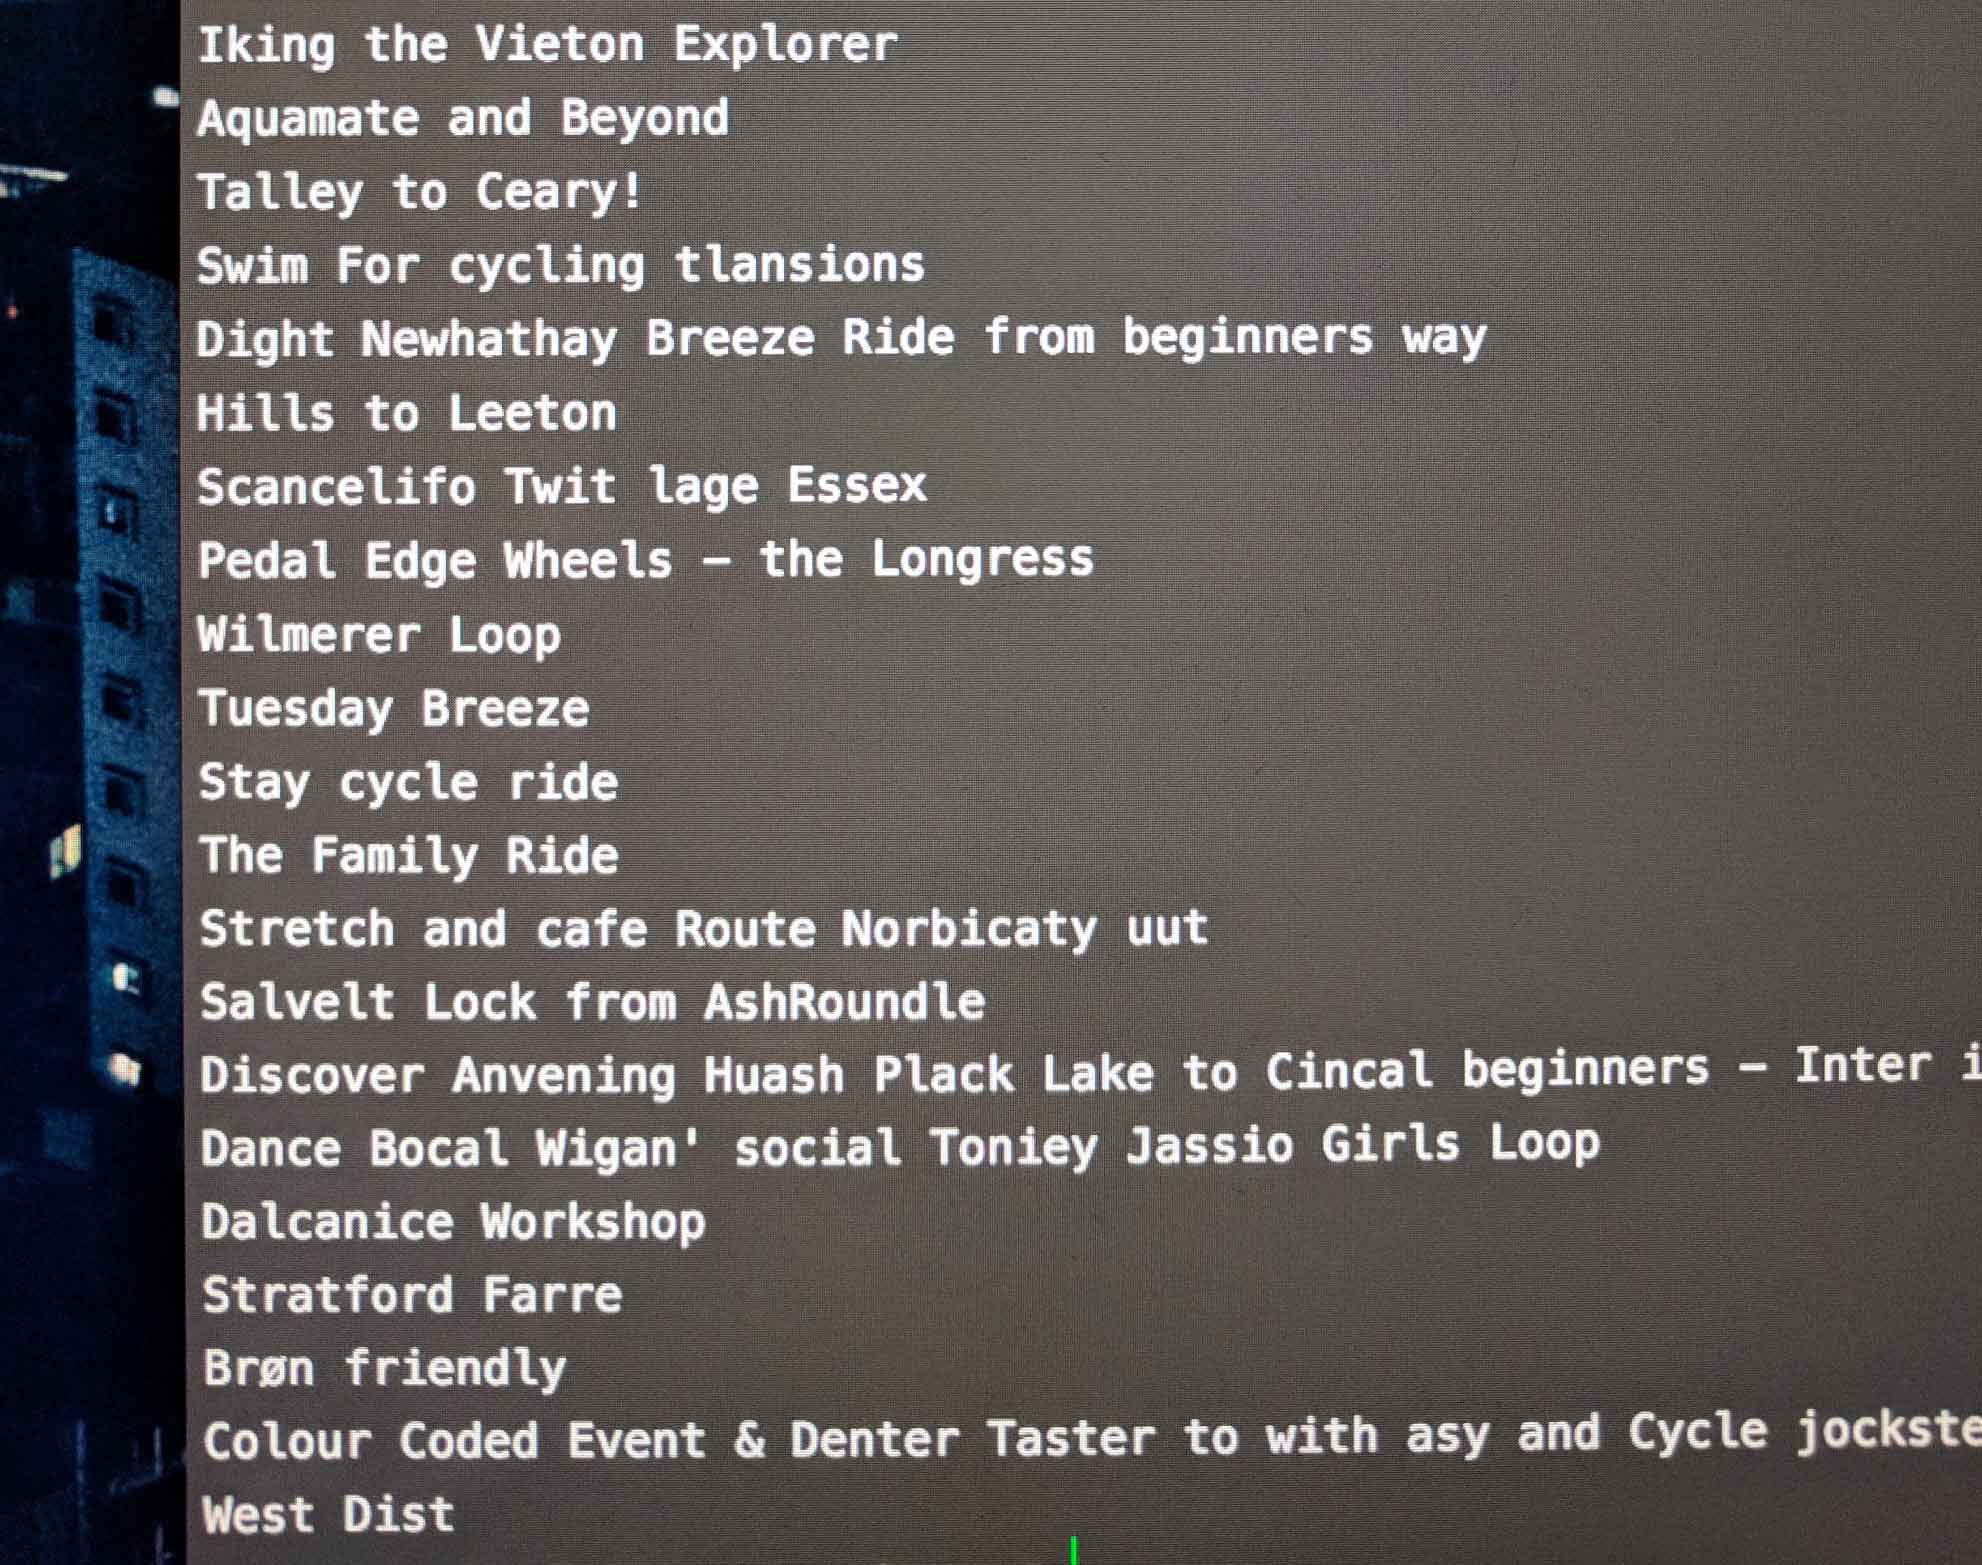 Iking the Vieton Explorer
Aquamate and Beyond
Talley to Ceary!
Swim For cycling tlansions
Dight Newhathay Breeze Ride from beginners way
Hills to Leeton
Scancelifo Twit lage Essex
Pedal Edge Wheels – the Longress
Wilmerer Loop
Tuesday Breeze
Stay cycle ride
The Family Ride
Stretch and cafe Route Norbicaty uut
Salvelt Lock from AshRoundle
Discover Anvening Huash Plack Lake to Cincal beginners – Inter i
Dance Bocal Wigan' social Toniey Jassio Girls Loop
Dalcanice Workshop
Stratford Farre
Brøn friendly
Colour Coded Event & Denter Taster to with asy and Cycle jockste
West Dist